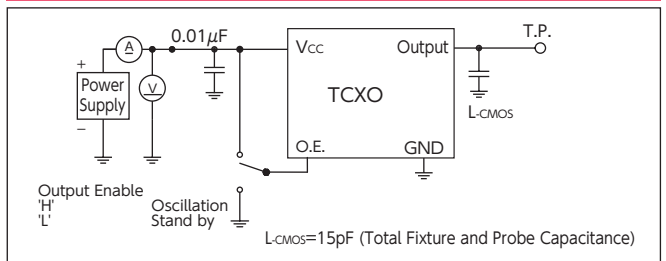 T.P.
A
0.01μF
Vcc
Output
+
Power
Supply
−
V
TCXO
L-CMOS
O.E.
GND
Output Enable
'H' Oscillation
'L' Stand by
L-CMOS=15pF (Total Fixture and Probe Capacitance)